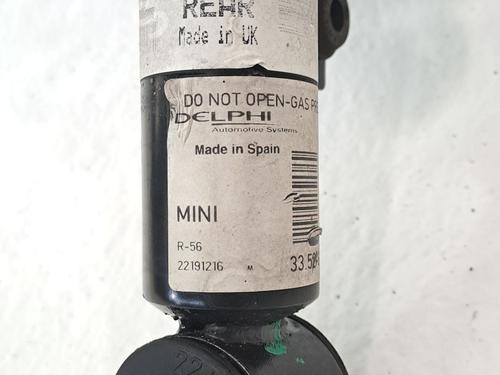 REAR
Made in UK
DO NOT OPEN-GAS
DELPHI
Automotive Systems
Made in Spain
MINI
R-56
22191216 M